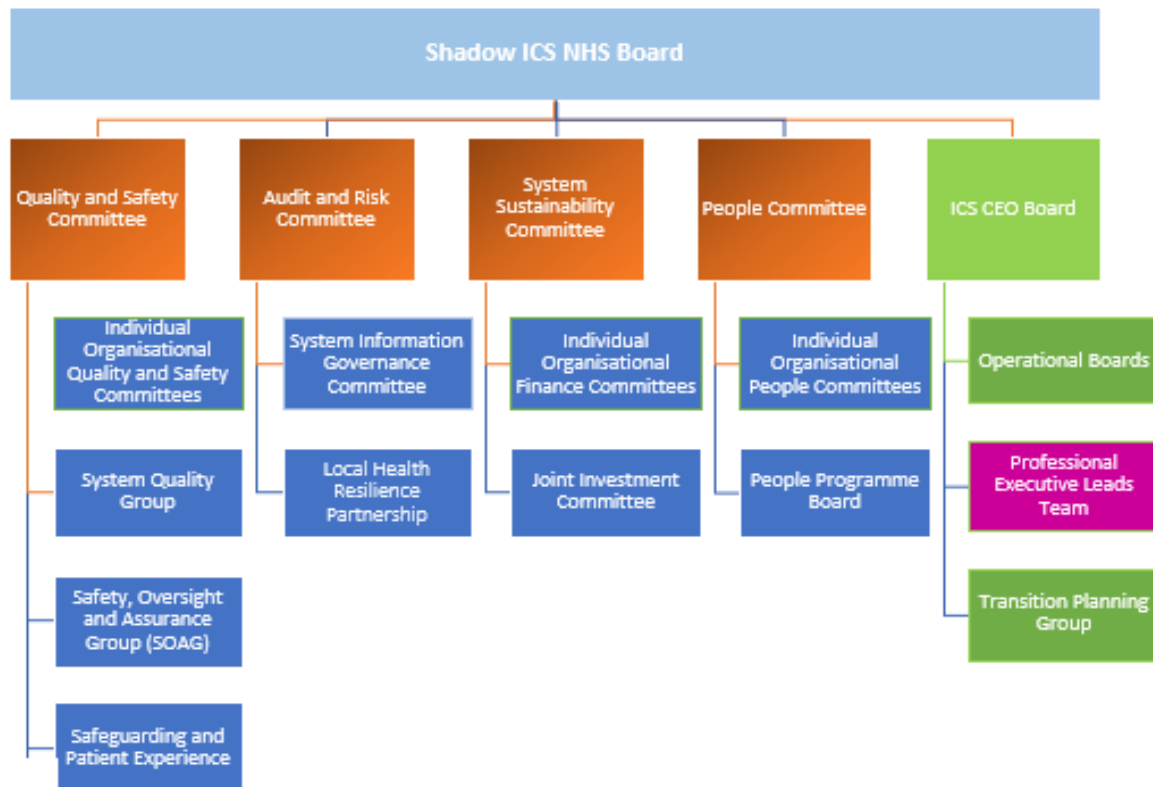 Shadow ICS NHS Board
Quality and Safety
Committee
Audit and Risk
Committee
System
Sustainability
Committee
People Committee
ICS CEO Board
Individual
Organisational
Quality and Safety
Committees
System Information
Governance
Committee
Individual
Organisational
Finance Committees
Individual
Organisational
People Committees
Operational Boards
System Quality
Group
Local Health
Resilience
Partnership
Joint Investment
Committee
People Programme
Board
Professional
Executive Leads
Team
Safety, Oversight
and Assurance
Group (SOAG)
Transition Planning
Group
Safeguarding and
Patient Experience